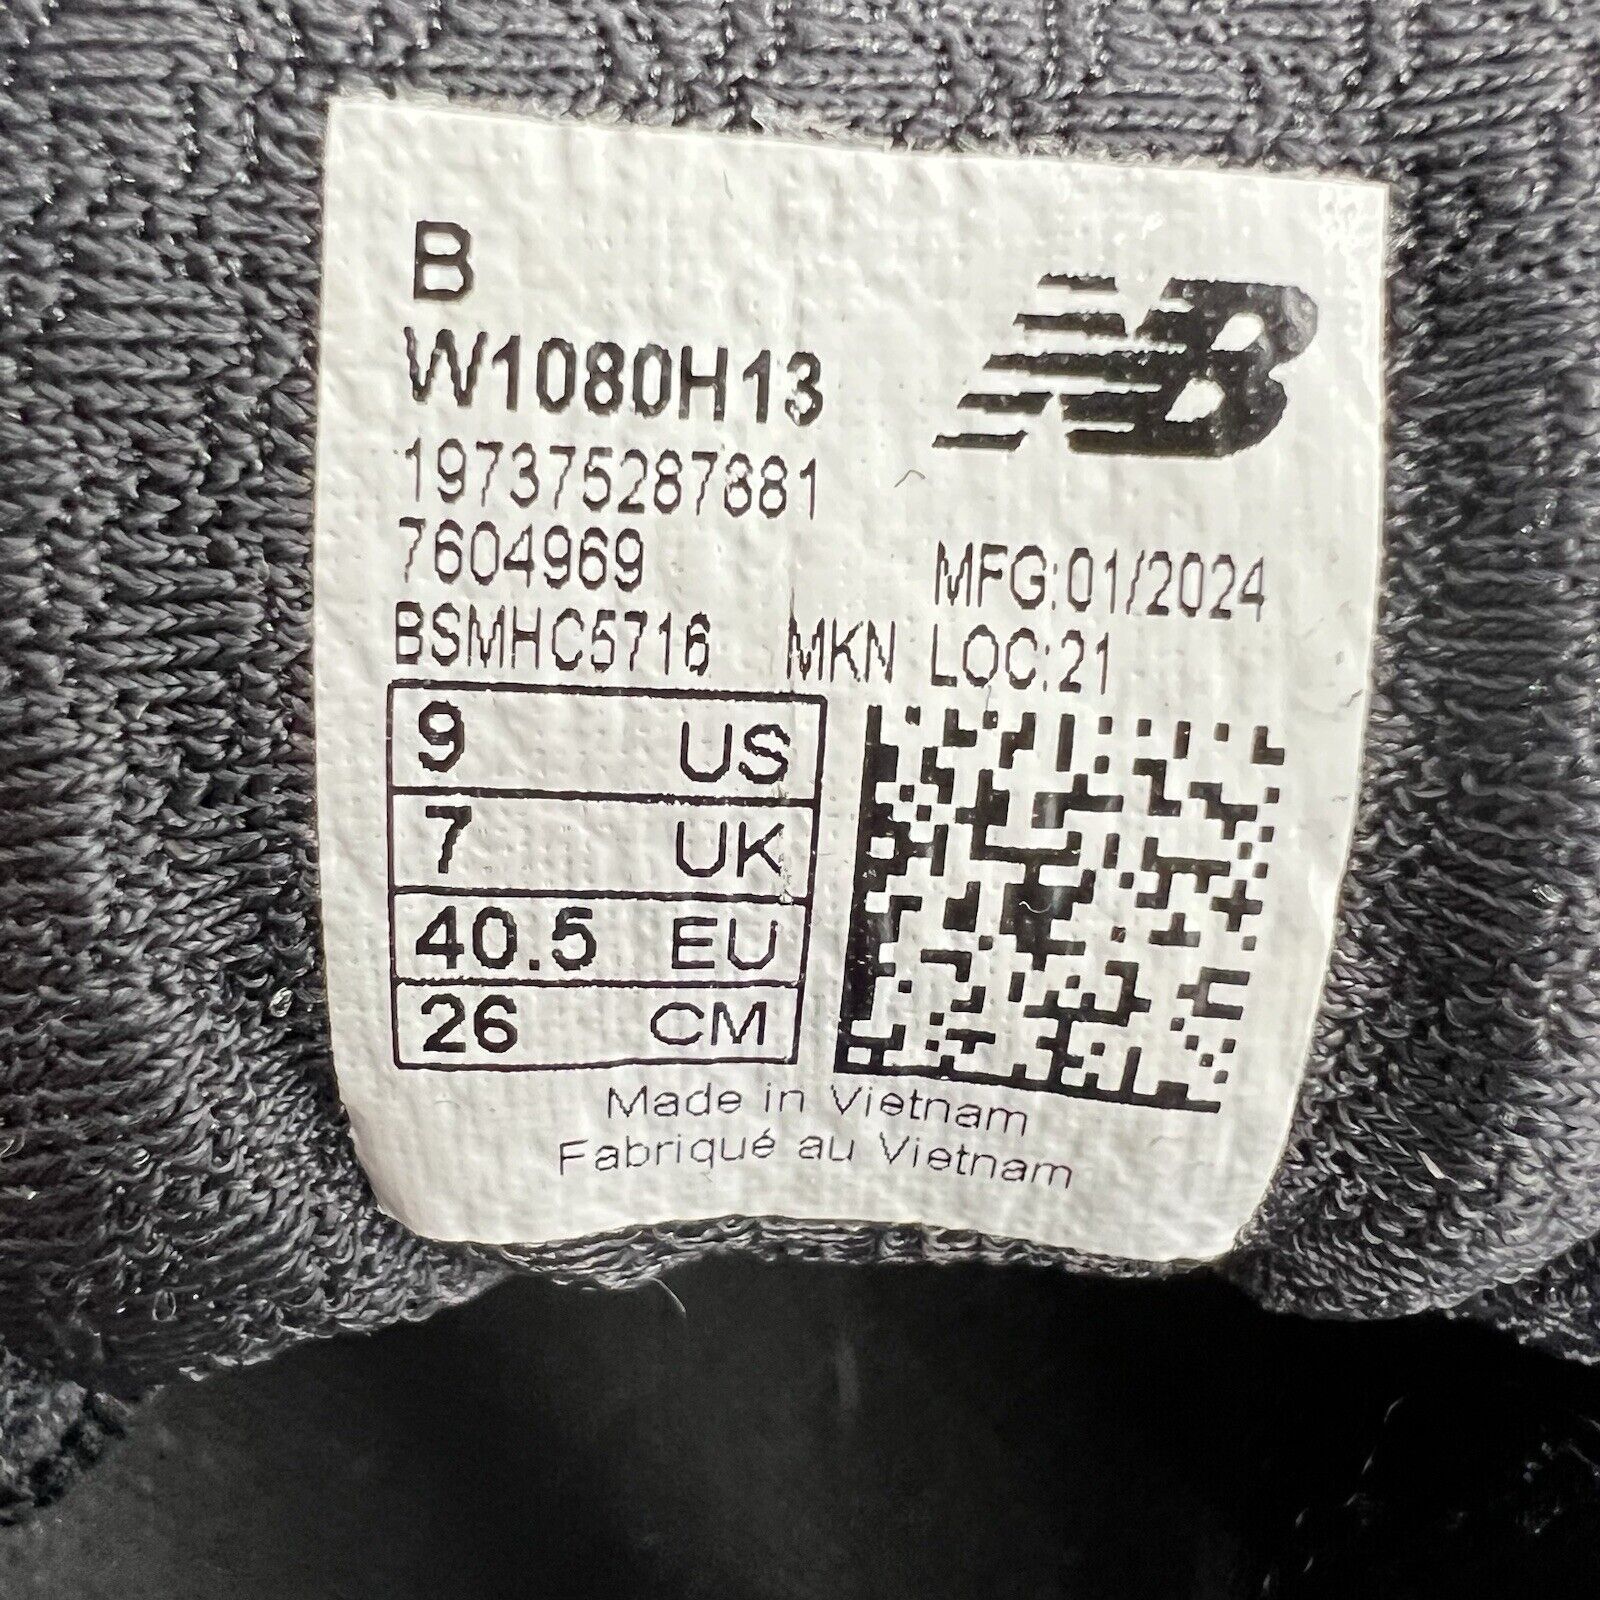 B
W1080H13
NB
197375287881
7604969
MFG:01/2024
BSMHC5716 MKN LOC:21
9 US
7 UK
40.5 EU
26 CM
Made in Vietnam
Fabriqué au Vietnam